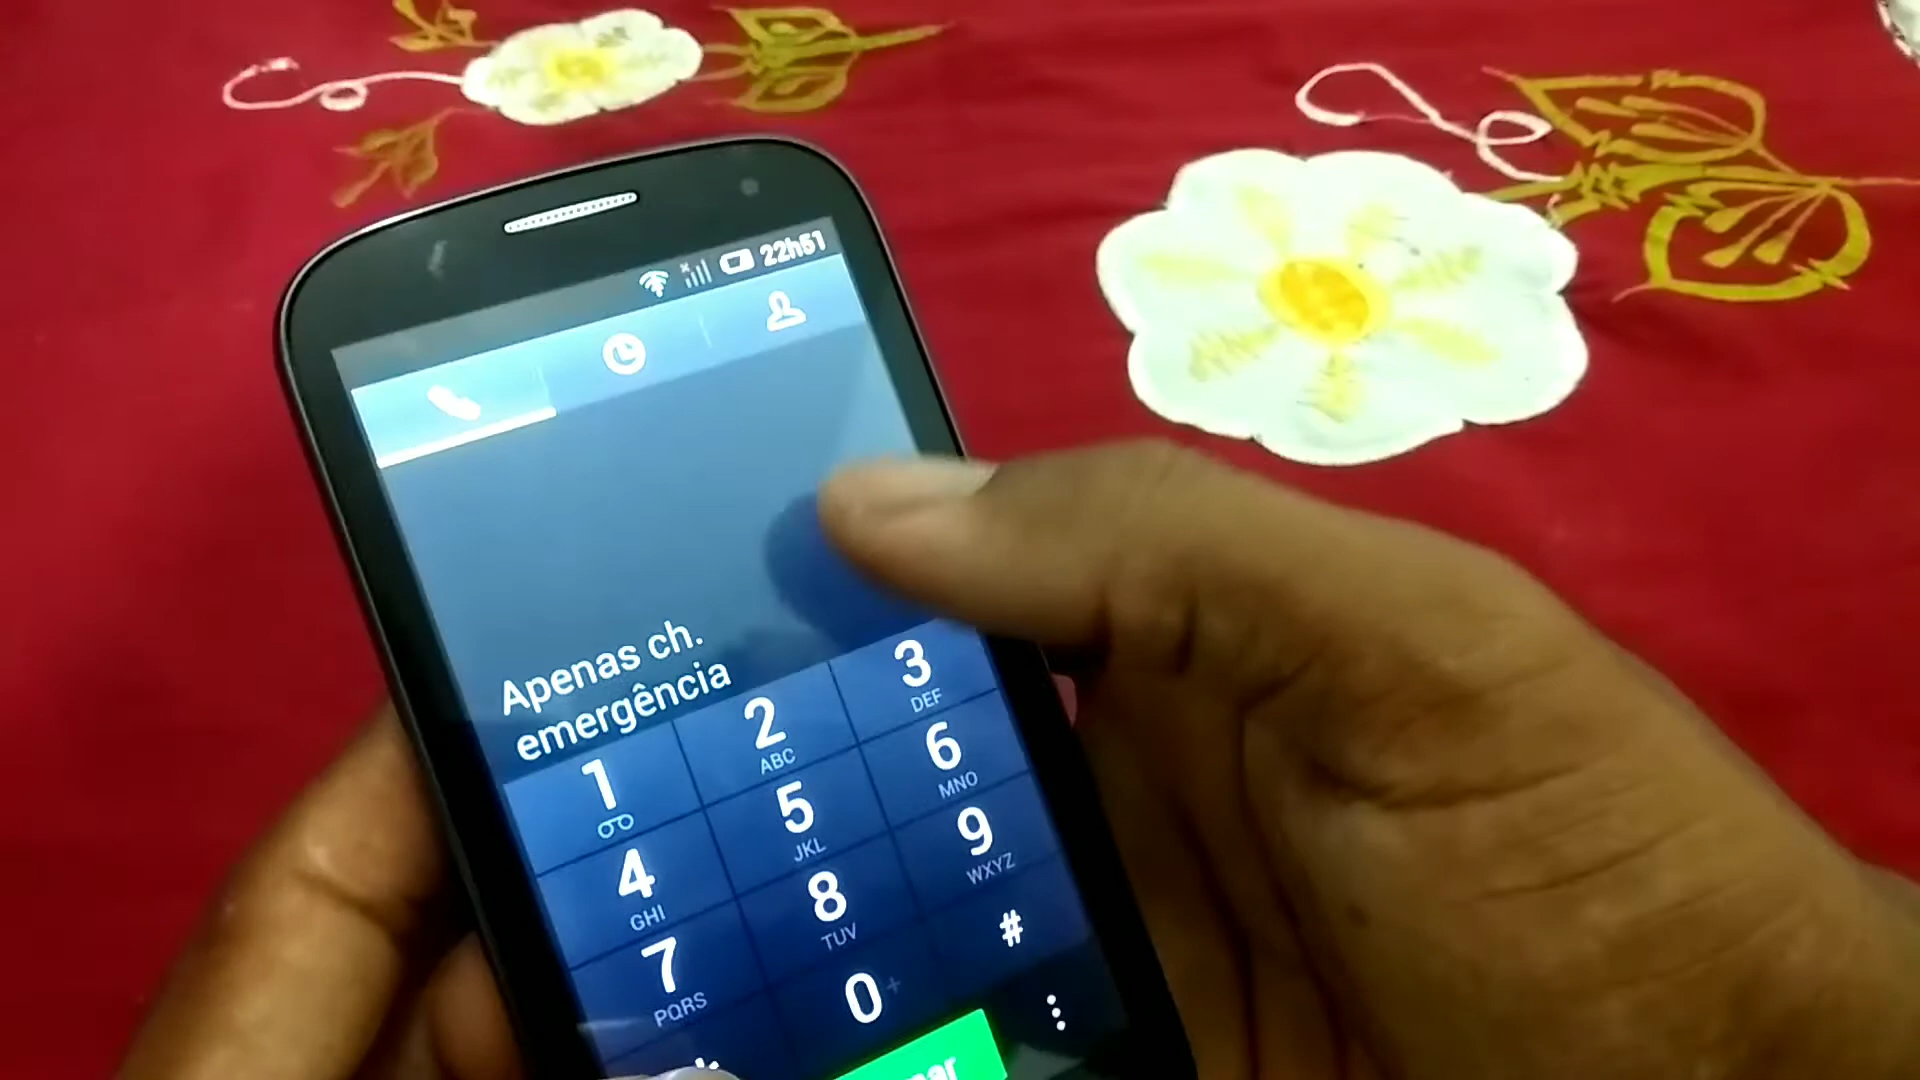 22h51
Apenas ch.
emergência
1
2
ABC
3
DEF
4
GHI
5
JKL
6
MNO
7
PQRS
8
TUV
9
WXYZ
0 +
#